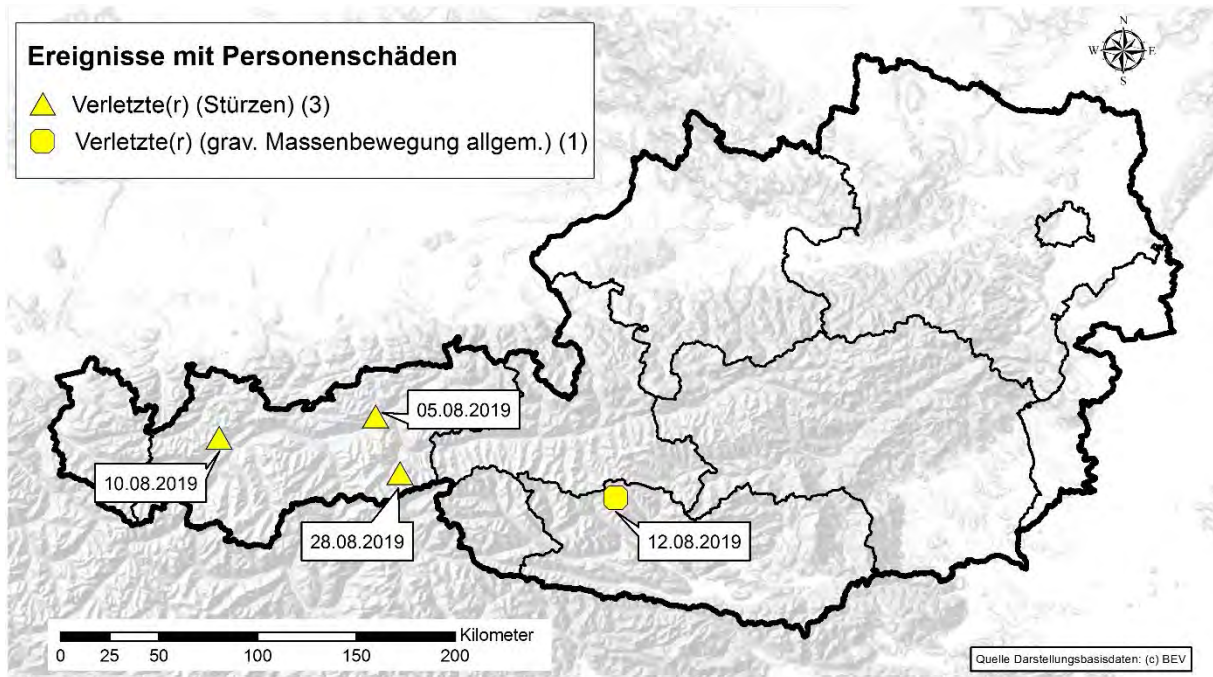 Ereignisse mit Personenschäden
Verletzte(r) (Stürzen) (3)
Verletzte(r) (grav. Massenbewegung allgem.) (1)
N
W E
S
05.08.2019
10.08.2019
28.08.2019
12.08.2019
Kilometer
0 25 50 100 150 200
Quelle Darstellungsbasisdaten: (c) BEV